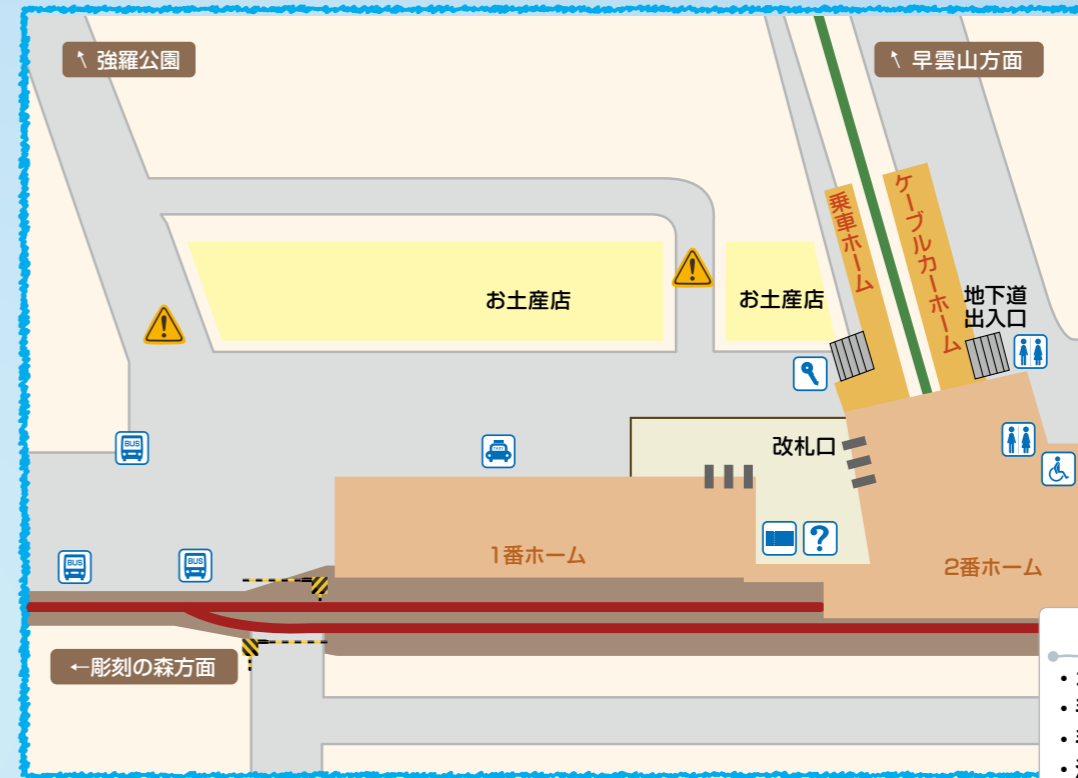 ↖ 強羅公園
↖ 早雲山方面
乗車ホーム
ケーブルカーホーム
地下道
出入口
お土産店
お土産店
改札口
BUS
BUS
BUS
?
1番ホーム
2番ホーム
←彫刻の森方面